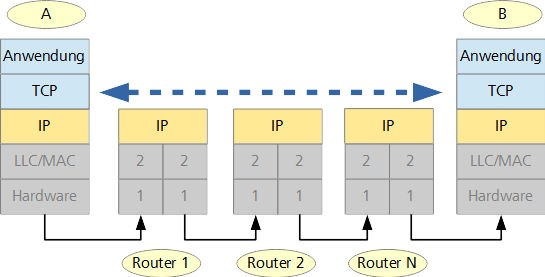 A
B
Anwendung
Anwendung
TCP
TCP
IP
IP
IP
IP
IP
LLC/MAC
2 2
2 2
2 2
LLC/MAC
Hardware
1 1
1 1
1 1
Hardware
Router 1
Router 2
Router N